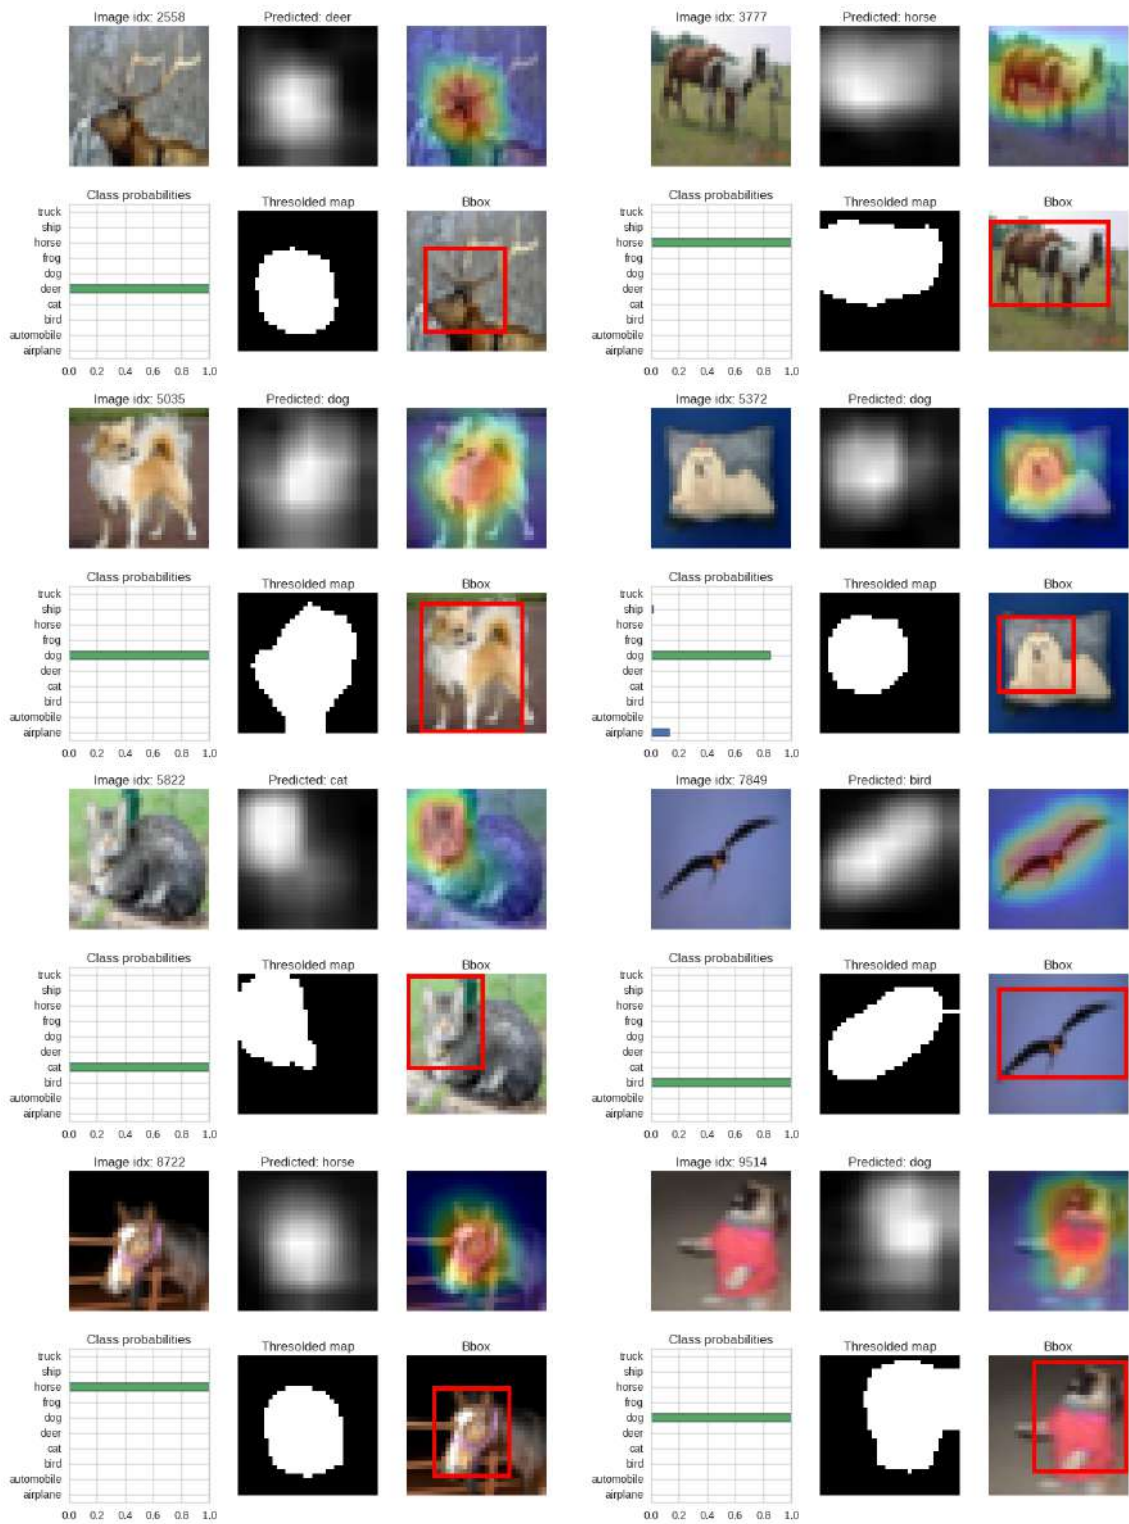 Image idx: 2558 Predicted: deer
Class probabilities
Thresolded map
Bbox
truck
ship
horse
frog
dog
deer
cat
bird
automobile
airplane
0.0 0.2 0.4 0.6 0.8 1.0
Image idx: 3777 Predicted: horse
Class probabilities
Thresolded map
Bbox
truck
ship
horse
frog
dog
deer
cat
bird
automobile
airplane
0.0 0.2 0.4 0.6 0.8 1.0
Image idx: 5035 Predicted: dog
Class probabilities
Thresolded map
Bbox
truck
ship
horse
frog
dog
deer
cat
bird
automobile
airplane
0.0 0.2 0.4 0.6 0.8 1.0
Image idx: 5372 Predicted: dog
Class probabilities
Thresolded map
Bbox
truck
ship
horse
frog
dog
deer
cat
bird
automobile
airplane
0.0 0.2 0.4 0.6 0.8 1.0
Image idx: 5822 Predicted: cat
Class probabilities
Thresolded map
Bbox
truck
ship
horse
frog
dog
deer
cat
bird
automobile
airplane
0.0 0.2 0.4 0.6 0.8 1.0
Image idx: 7849 Predicted: bird
Class probabilities
Thresolded map
Bbox
truck
ship
horse
frog
dog
deer
cat
bird
automobile
airplane
0.0 0.2 0.4 0.6 0.8 1.0
Image idx: 8722 Predicted: horse
Class probabilities
Thresolded map
Bbox
truck
ship
horse
frog
dog
deer
cat
bird
automobile
airplane
0.0 0.2 0.4 0.6 0.8 1.0
Image idx: 9514 Predicted: dog
Class probabilities
Thresolded map
Bbox
truck
ship
horse
frog
dog
deer
cat
bird
automobile
airplane
0.0 0.2 0.4 0.6 0.8 1.0